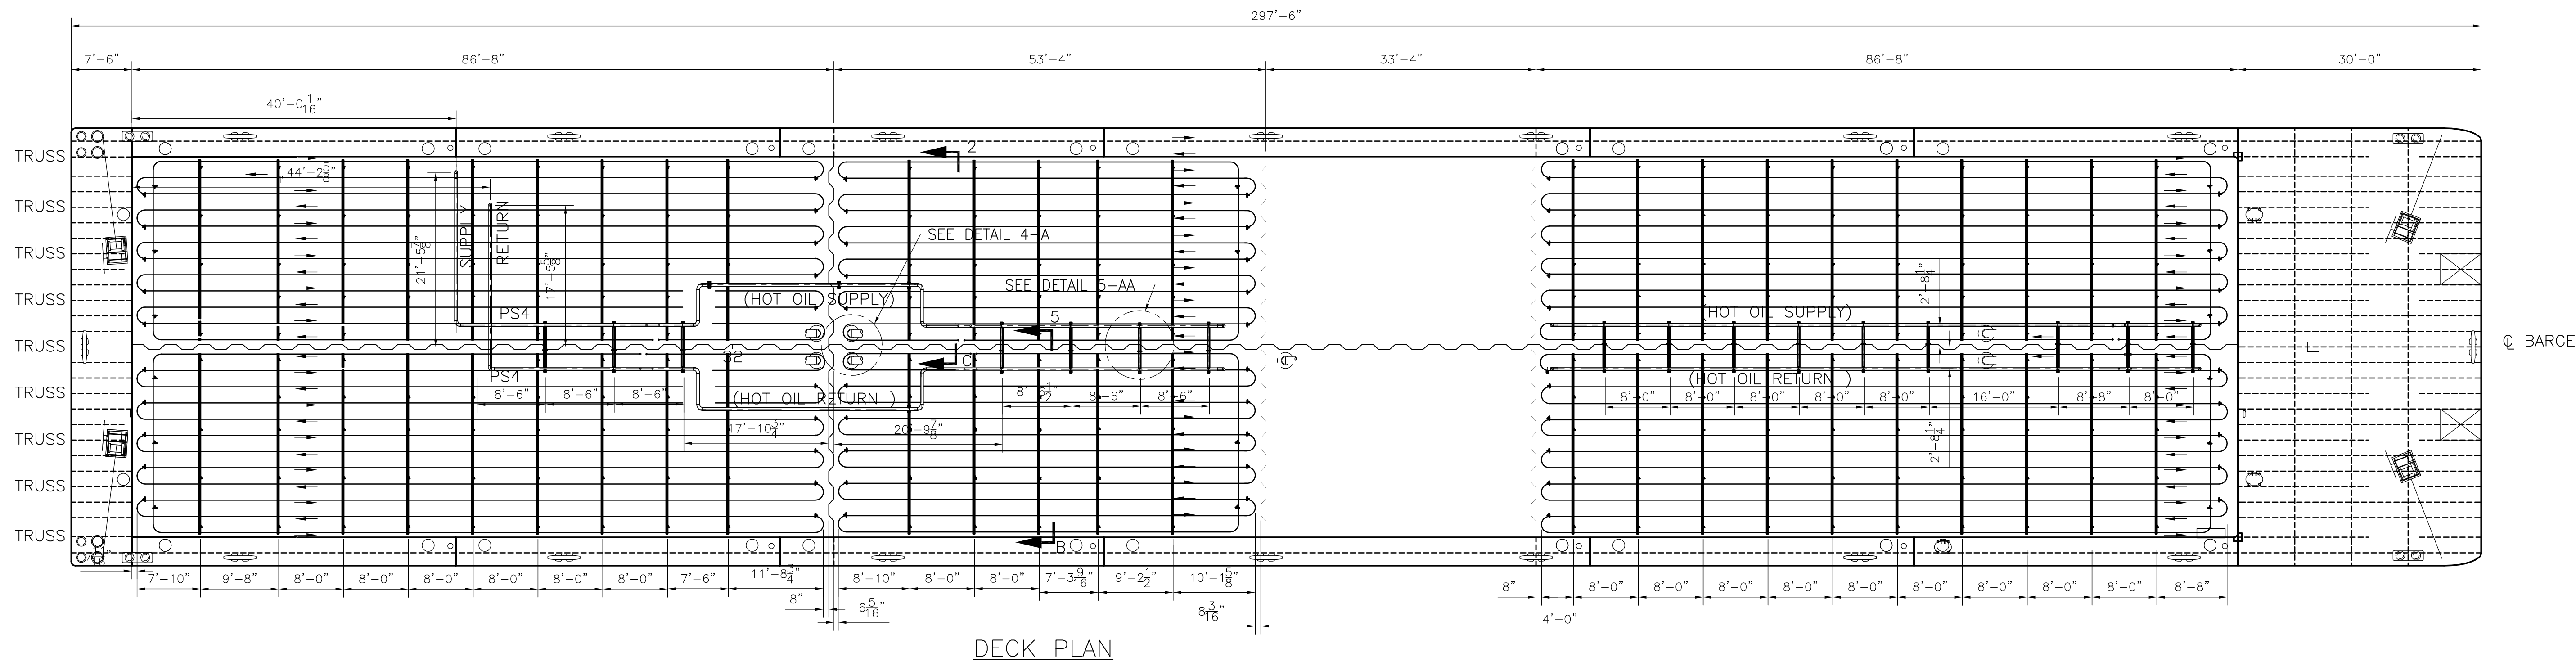 297'-6"
7'-6"
86'-8"
53'-4"
33'-4"
86'-8"
30'-0"
40'-0 1/16"
TRUSS
TRUSS
TRUSS
TRUSS
TRUSS
TRUSS
TRUSS
TRUSS
TRUSS
44'-2 5/8"
2
SUPPLY
RETURN
21'-5 7/8"
17'-5 5/8"
SEE DETAIL 4-A
SEE DETAIL 5-AA
(HOT OIL SUPPLY)
PS4
5
32
C
PS4
8'-6"
8'-6"
8'-6"
(HOT OIL RETURN )
17'-10 3/4"
20'-9 7/8"
8'-6"
8'-6"
2'-8 1/4"
(HOT OIL SUPPLY)
(HOT OIL RETURN )
8'-0"
8'-0"
8'-0"
8'-0"
8'-0"
16'-0"
8'-8"
8'-0"
2'-8 1/4"
℄ BARGE
B
7'-10"
9'-8"
8'-0"
8'-0"
8'-0"
8'-0"
8'-0"
8'-0"
7'-6"
11'-8 3/4"
8'-10"
8'-0"
8'-0"
7'-3 9/16"
9'-2 1/2"
10'-1 5/8"
8"
8'-0"
8'-0"
8'-0"
8'-0"
8'-0"
8'-0"
8'-0"
8'-0"
8'-0"
8'-8"
8"
6 5/16"
8 3/16"
4'-0"
DECK PLAN